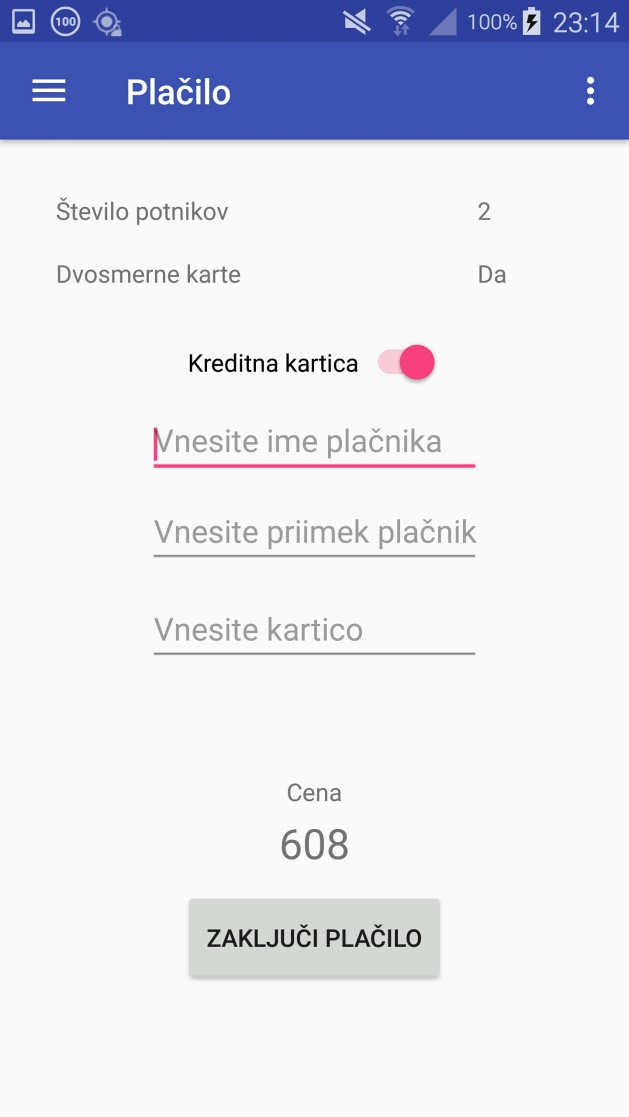 100 100% 23:14
Plačilo
Število potnikov 2
Dvosmerne karte Da
Kreditna kartica
Vnesite ime plačnika
Vnesite priimek plačnik
Vnesite kartico
Cena
608
ZAKLJUČI PLAČILO